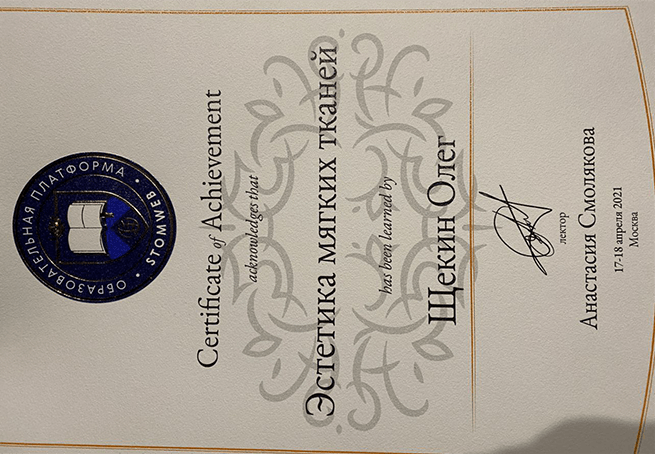 ОБРАЗОВАТЕЛЬНАЯ ПЛАТФОРМА • STOMWEB •
Certificate of Achievement
acknowledges that
Эстетика мягких тканей
has been learned by
Щекин Олег
лектор
Анастасия Смолякова
17-18 апреля 2021
Москва